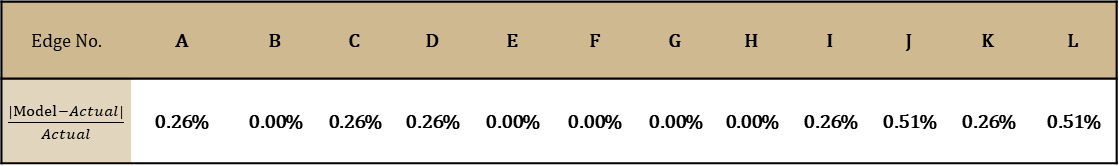 Edge No. A B C D E F G H I J K L
|Model−Actual|
Actual
0.26% 0.00% 0.26% 0.26% 0.00% 0.00% 0.00% 0.00% 0.26% 0.51% 0.26% 0.51%